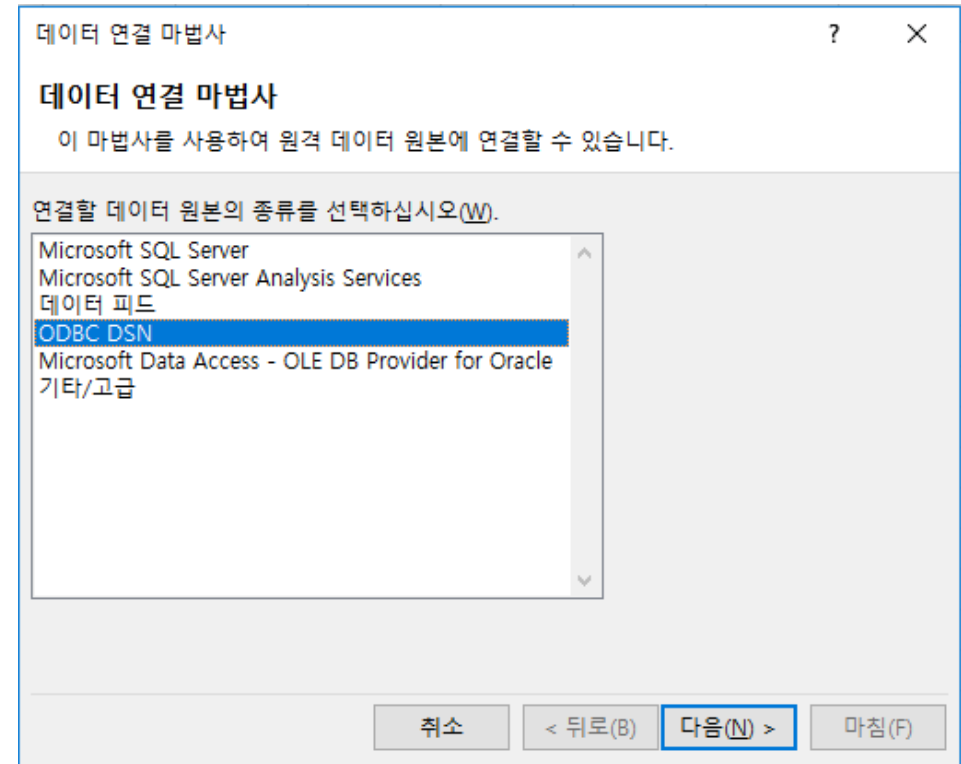 데이터 연결 마법사 ?
데이터 연결 마법사
이 마법사를 사용하여 원격 데이터 원본에 연결할 수 있습니다.
연결할 데이터 원본의 종류를 선택하십시오(W).
Microsoft SQL Server
Microsoft SQL Server Analysis Services
데이터 피드
ODBC DSN
Microsoft Data Access - OLE DB Provider for Oracle
기타/고급
취소 < 뒤로(B) 다음(N) > 마침(F)